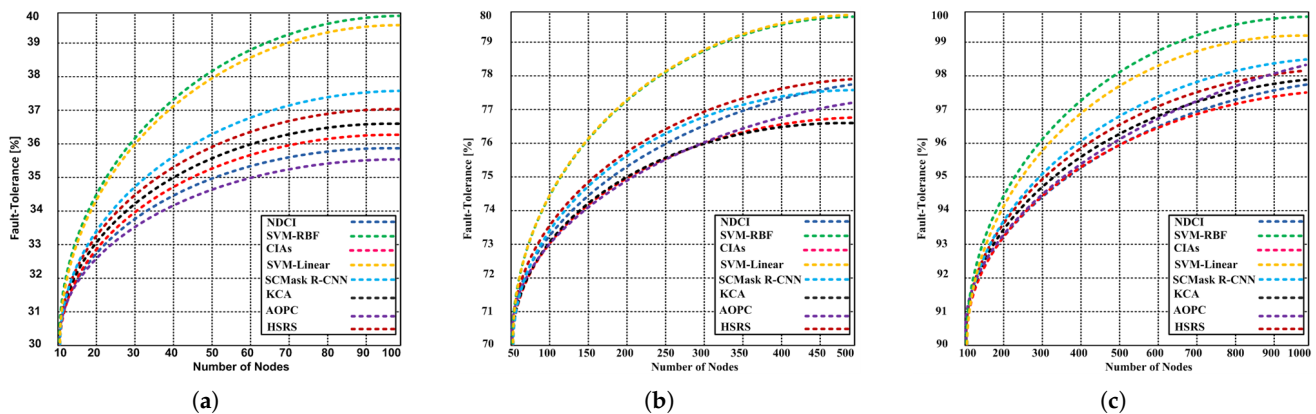 Fault-Tolerance [%]
40
39
38
37
36
35
34
33
32
31
30
10 20 30 40 50 60 70 80 90 100
Number of Nodes
NDCI
SVM-RBF
CIAs
SVM-Linear
SCMask R-CNN
KCA
AOPC
HSRS
(a)
Fault-Tolerance [%]
80
79
78
77
76
75
74
73
72
71
70
50 100 150 200 250 300 350 400 450 500
Number of Nodes
NDCI
SVM-RBF
CIAs
SVM-Linear
SCMask R-CNN
KCA
AOPC
HSRS
(b)
Fault-Tolerance [%]
100
99
98
97
96
95
94
93
92
91
90
100 200 300 400 500 600 700 800 900 1000
Number of Nodes
NDCI
SVM-RBF
CIAs
SVM-Linear
SCMask R-CNN
KCA
AOPC
HSRS
(c)